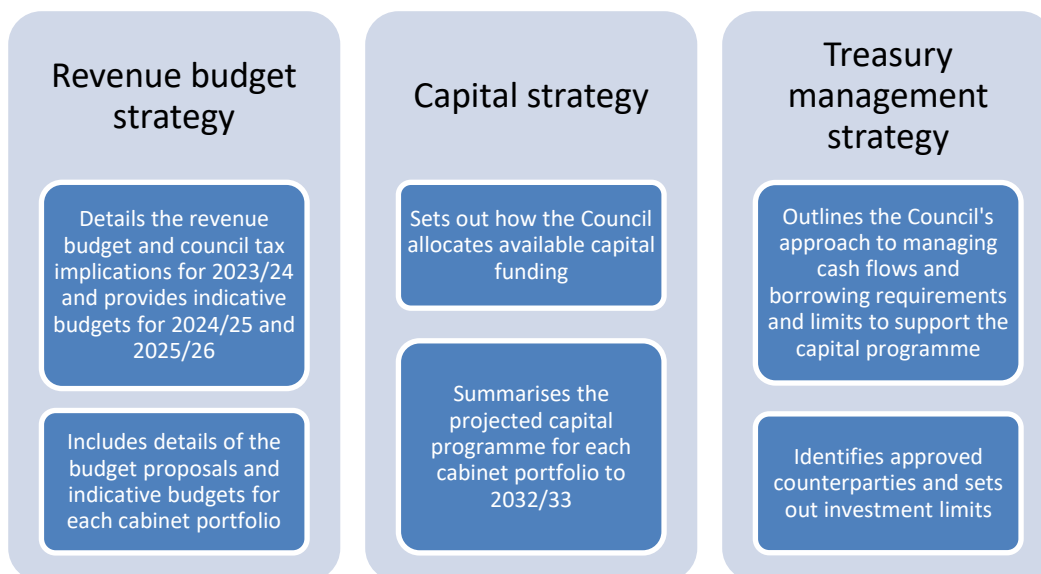 Revenue budget
strategy
Details the revenue
budget and council tax
implications for 2023/24
and provides indicative
budgets for 2024/25 and
2025/26
Includes details of the
budget proposals and
indicative budgets for
each cabinet portfolio
Capital strategy
Sets out how the Council
allocates available capital
funding
Summarises the
projected capital
programme for each
cabinet portfolio to
2032/33
Treasury
management
strategy
Outlines the Council's
approach to managing
cash flows and
borrowing requirements
and limits to support the
capital programme
Identifies approved
counterparties and sets
out investment limits